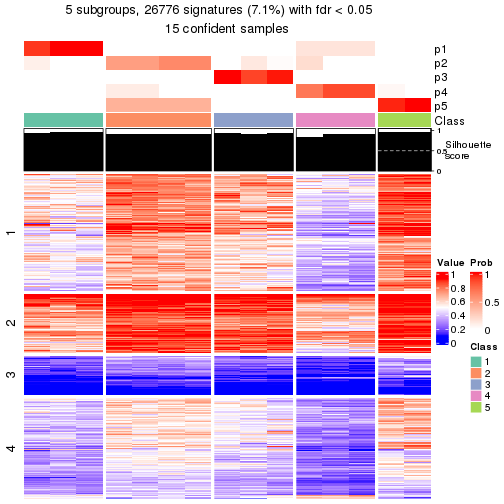 5 subgroups, 26776 signatures (7.1%) with fdr < 0.05
15 confident samples
p1
p2
p3
p4
p5
Class
1
0.5
0
Silhouette
score
1
2
3
4
Value
1
0.8
0.6
0.4
0.2
0
Prob
1
0.5
0
Class
1
2
3
4
5